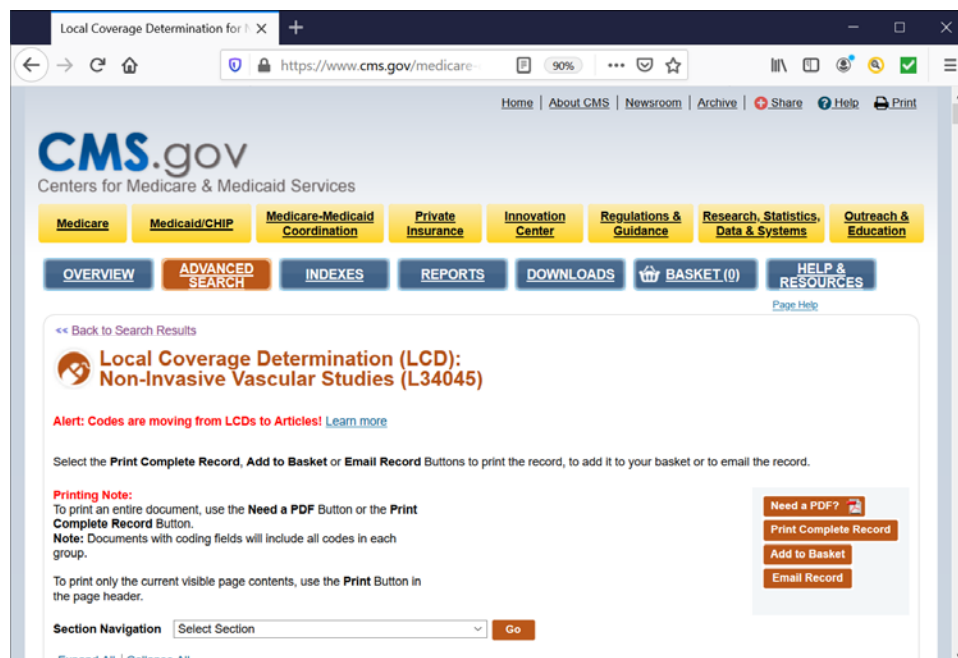 Local Coverage Determination for N
https://www.cms.gov/medicare-
90%
Home | About CMS | Newsroom | Archive | Share Help Print
CMS.gov
Centers for Medicare & Medicaid Services
Medicare Medicaid/CHIP Medicare-Medicaid Coordination Private Insurance Innovation Center Regulations & Guidance Research, Statistics, Data & Systems Outreach & Education
OVERVIEW ADVANCED SEARCH INDEXES REPORTS DOWNLOADS BASKET (0) HELP & RESOURCES
Page Help
<< Back to Search Results
Local Coverage Determination (LCD):
Non-Invasive Vascular Studies (L34045)
Alert: Codes are moving from LCDs to Articles! Learn more
Select the Print Complete Record, Add to Basket or Email Record Buttons to print the record, to add it to your basket or to email the record.
Printing Note:
To print an entire document, use the Need a PDF Button or the Print
Complete Record Button.
Note: Documents with coding fields will include all codes in each
group.
To print only the current visible page contents, use the Print Button in
the page header.
Need a PDF?
Print Complete Record
Add to Basket
Email Record
Section Navigation Select Section Go
Expand All | Collapse All